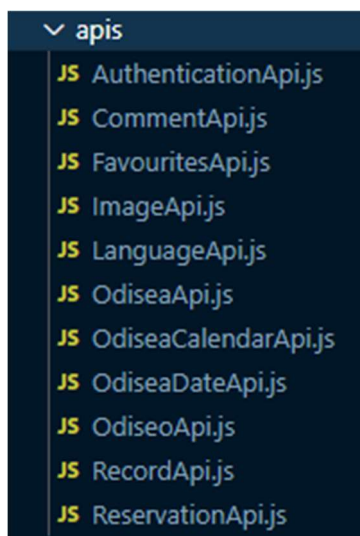 apis
JS AuthenticationApi.js
JS CommentApi.js
JS FavouritesApi.js
JS ImageApi.js
JS LanguageApi.js
JS OdiseaApi.js
JS OdiseaCalendarApi.js
JS OdiseaDateApi.js
JS OdiseoApi.js
JS RecordApi.js
JS ReservationApi.js